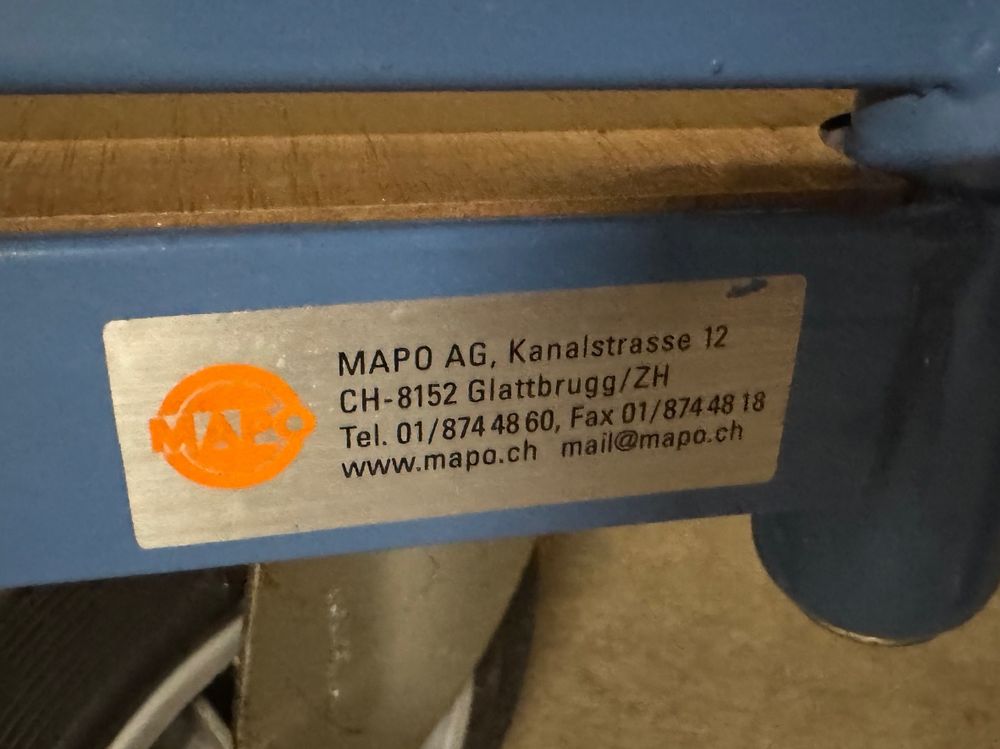 MAPO
MAPO AG, Kanalstrasse 12
CH-8152 Glattbrugg/ZH
Tel. 01/874 48 60, Fax 01/874 48 18
www.mapo.ch mail@mapo.ch